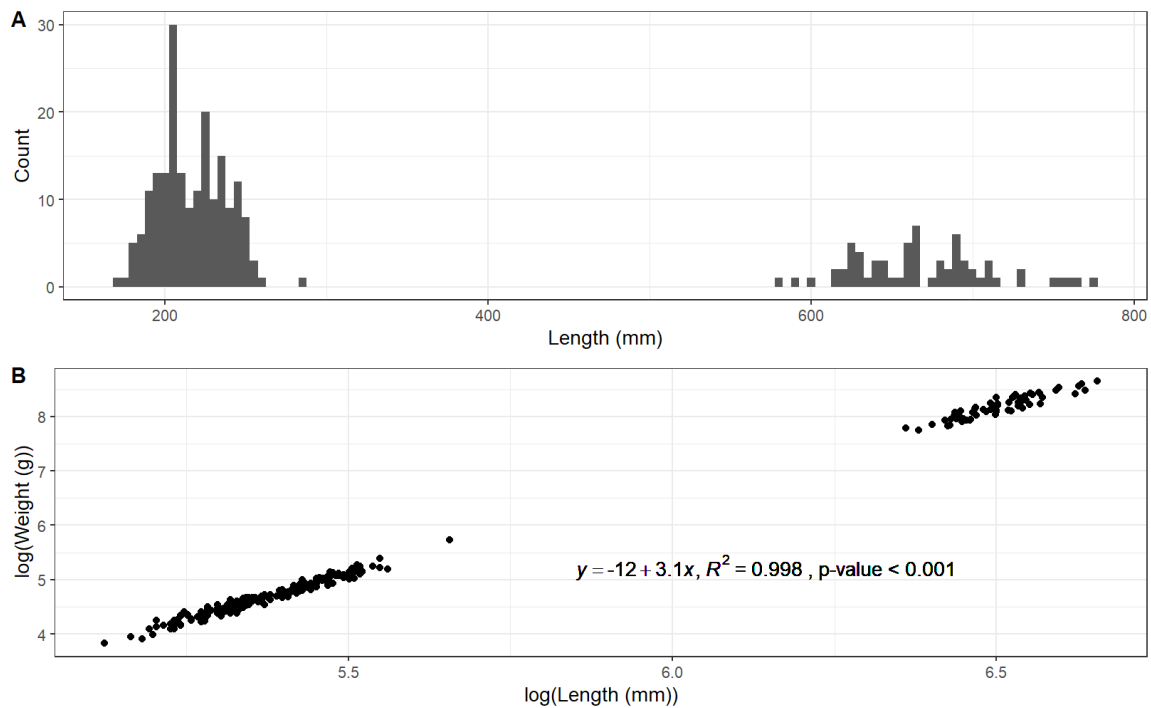 A
30
20
10
0
Count
200 400 600 800
Length (mm)
B
8
7
6
5
4
log(Weight (g))
y = -12 + 3.1x, R² = 0.998 , p-value < 0.001
5.5 6.0 6.5
log(Length (mm))